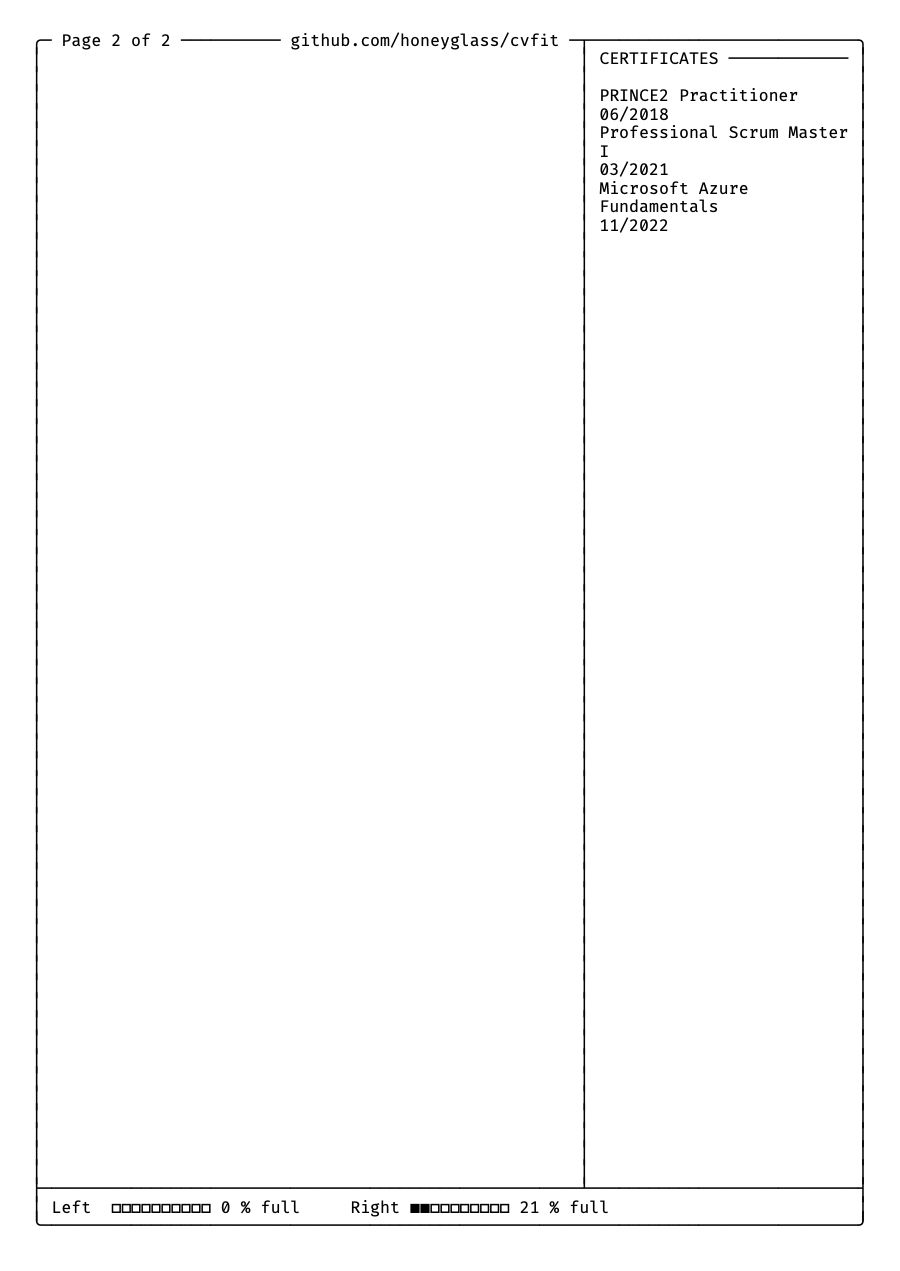 Page 2 of 2 github.com/honeyglass/cvfit
CERTIFICATES
PRINCE2 Practitioner
06/2018
Professional Scrum Master
I
03/2021
Microsoft Azure
Fundamentals
11/2022
Left □□□□□□□□□□ 0 % full Right ■■□□□□□□□□ 21 % full